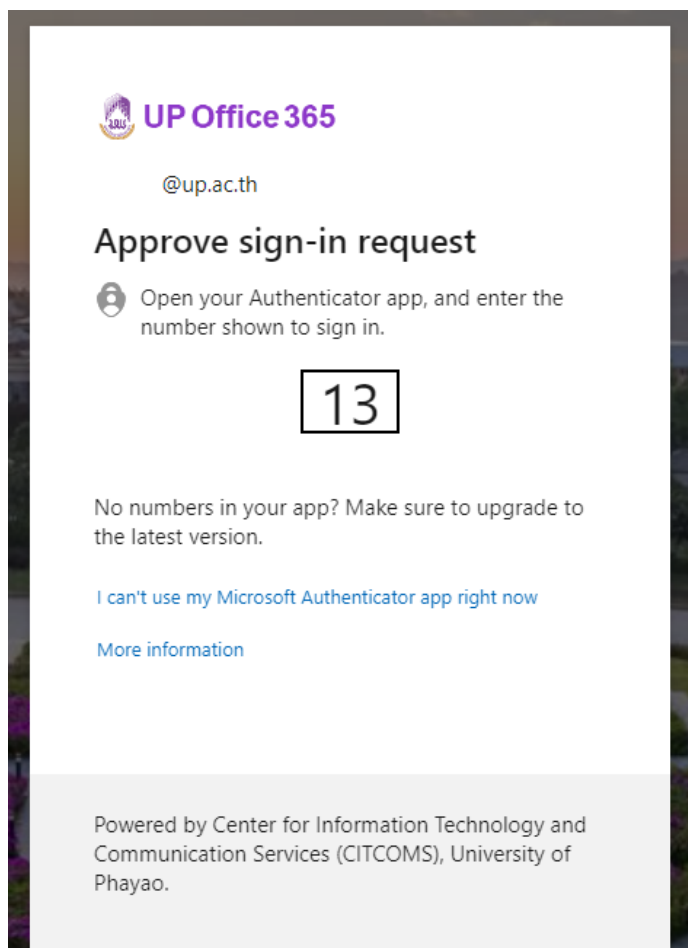 UP Office 365
@up.ac.th
Approve sign-in request
Open your Authenticator app, and enter the
number shown to sign in.
13
No numbers in your app? Make sure to upgrade to
the latest version.
I can't use my Microsoft Authenticator app right now
More information
Powered by Center for Information Technology and
Communication Services (CITCOMS), University of
Phayao.